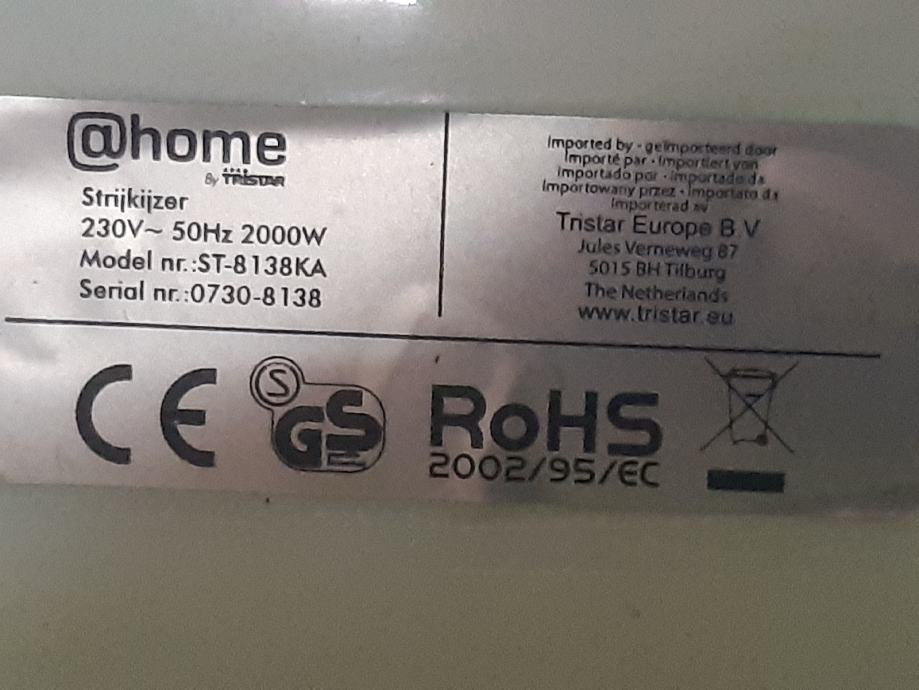 @home
By TRISTAR
Strijkijzer
230V~ 50Hz 2000W
Model nr.:ST-8138KA
Serial nr.:0730-8138
Imported by - geïmporteerd door
Importé par · Importiert von
Importado por · Importado da
Importowany przez · Importato da
Importerad av
Tristar Europe B.V
Jules Verneweg 87
5015 BH Tilburg
The Netherlands
www.tristar.eu
CE
S
GS
RoHS
2002/95/EC